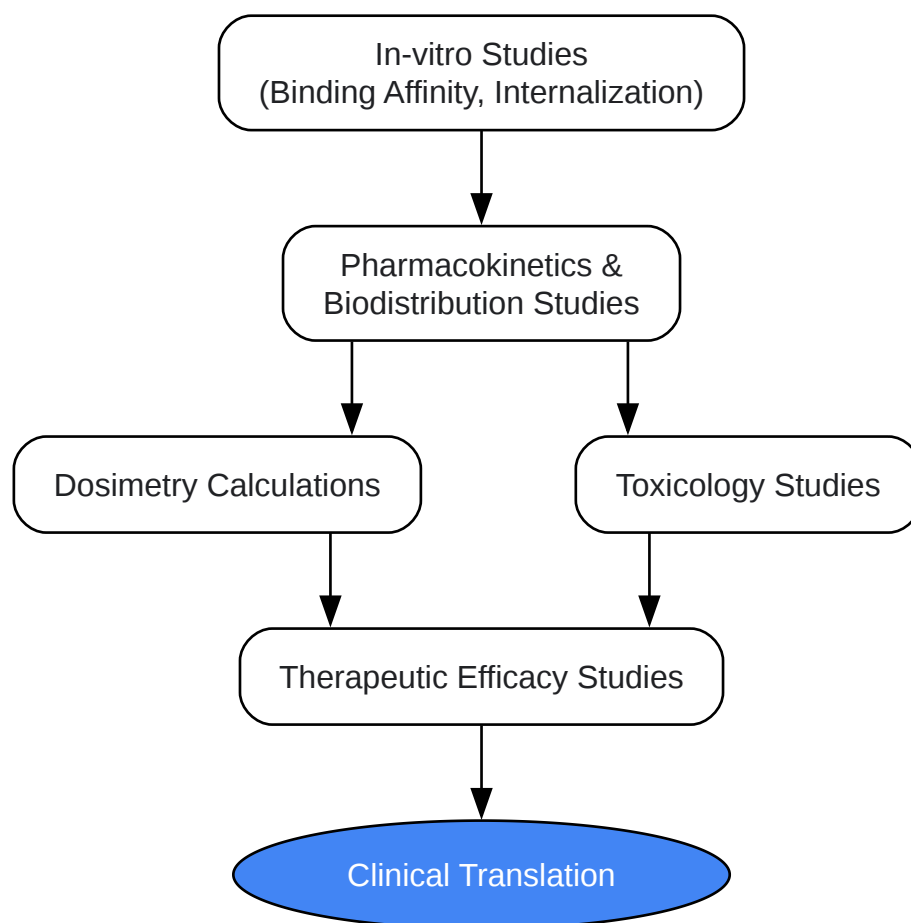 In-vitro Studies
(Binding Affinity, Internalization)
Pharmacokinetics &
Biodistribution Studies
Dosimetry Calculations
Toxicology Studies
Therapeutic Efficacy Studies
Clinical Translation